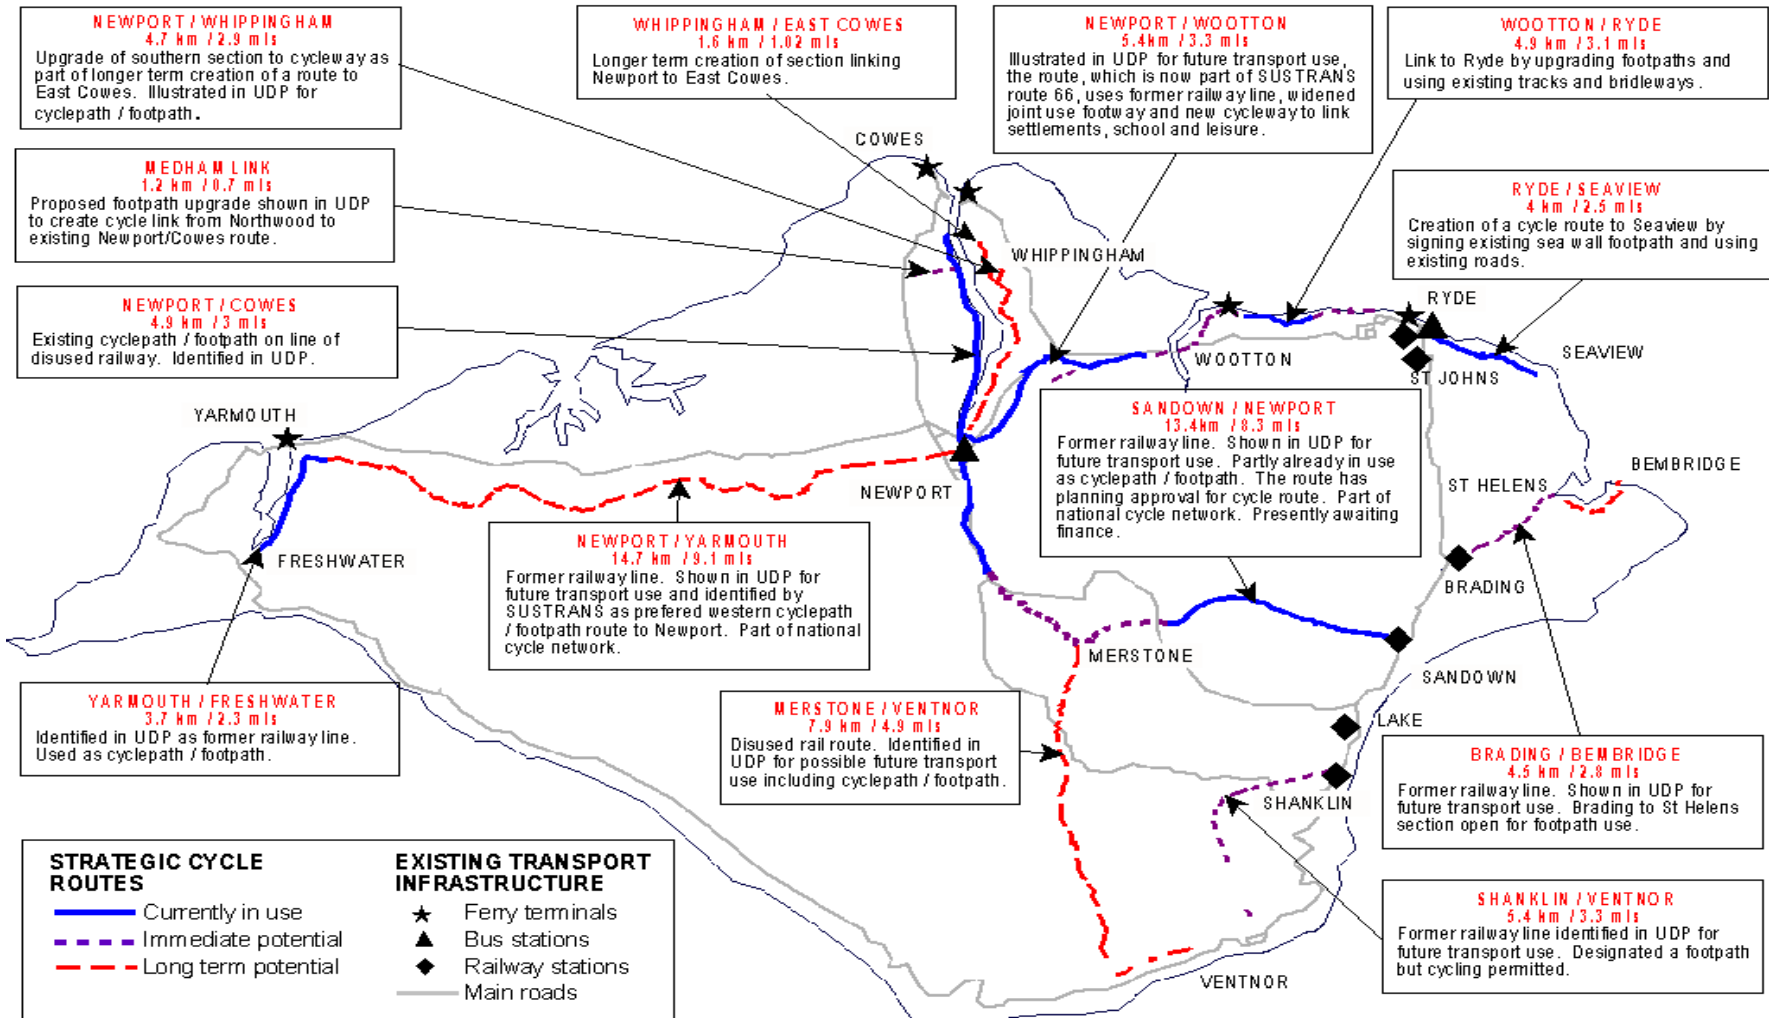 NEWPORT / WHIPPINGHAM
4.7 km / 2.9 mls
Upgrade of southern section to cycleway as
part of longer term creation of a route to
East Cowes. Illustrated in UDP for
cyclepath / footpath.
WHIPPINGHAM / EAST COWES
1.6 km / 1.02 mls
Longer term creation of section linking
Newport to East Cowes.
NEWPORT / WOOTTON
5.4km / 3.3 mls
Illustrated in UDP for future transport use,
the route, which is now part of SUSTRANS
route 66, uses former railway line, widened
joint use footway and new cycleway to link
settlements, school and leisure.
WOOTTON / RYDE
4.9 km / 3.1 mls
Link to Ryde by upgrading footpaths and
using existing tracks and bridleways.
MEDHAM LINK
1.2 km / 0.7 mls
Proposed footpath upgrade shown in UDP
to create cycle link from Northwood to
existing Newport/Cowes route.
RYDE / SEAVIEW
4 km / 2.5 mls
Creation of a cycle route to Seaview by
signing existing sea wall footpath and using
existing roads.
NEWPORT / COWES
4.9 km / 3 mls
Existing cyclepath / footpath on line of
disused railway. Identified in UDP.
COWES
WHIPPINGHAM
RYDE
WOOTTON
SEAVIEW
ST JOHNS
YARMOUTH
SANDOWN / NEWPORT
13.4km / 8.3 mls
Former railway line. Shown in UDP for
future transport use. Partly already in use
as cyclepath / footpath. The route has
planning approval for cycle route. Part of
national cycle network. Presently awaiting
finance.
BEMBRIDGE
ST HELENS
NEWPORT
FRESHWATER
BRADING
NEWPORT / YARMOUTH
14.7 km / 9.1 mls
Former railway line. Shown in UDP for
future transport use and identified by
SUSTRANS as prefered western cyclepath
/ footpath route to Newport. Part of national
cycle network.
MERSTONE
SANDOWN
YARMOUTH / FRESHWATER
3.7 km / 2.3 mls
Identified in UDP as former railway line.
Used as cyclepath / footpath.
MERSTONE / VENTNOR
7.9 km / 4.9 mls
Disused rail route. Identified in
UDP for possible future transport
use including cyclepath / footpath.
LAKE
SHANKLIN
BRADING / BEMBRIDGE
4.5 km / 2.8 mls
Former railway line. Shown in UDP for
future transport use. Brading to St Helens
section open for footpath use.
SHANKLIN / VENTNOR
5.4 km / 3.3 mls
Former railway line identified in UDP for
future transport use. Designated a footpath
but cycling permitted.
VENTNOR
STRATEGIC CYCLE
ROUTES
Currently in use
Immediate potential
Long term potential
EXISTING TRANSPORT
INFRASTRUCTURE
Ferry terminals
Bus stations
Railway stations
Main roads